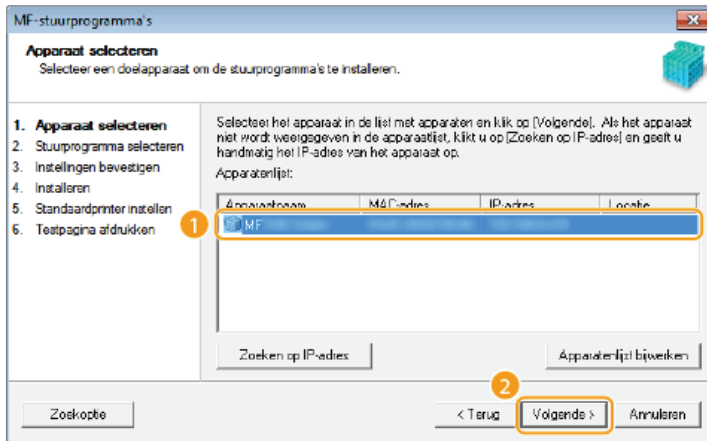 MF-stuurprogramma's
Apparaat selecteren
Selecteer een doelapparaat om de stuurprogramma's te installeren.
1. Apparaat selecteren
2. Stuurprogramma selecteren
3. Instellingen bevestigen
4. Installeren
5. Standaardprinter instellen
6. Testpagina afdrukken
Selecteer het apparaat in de lijst met apparaten en klik op [Volgende]. Als het apparaat
niet wordt weergegeven in de apparaatlijst, klikt u op [Zoeken op IP-adres] en geeft u
handmatig het IP-adres van het apparaat op.
Apparatenlijst:
Apparaatnaam MAC-adres IP-adres Locatie
1 MF
Zoeken op IP-adres Apparatenlijst bijwerken
2
Zoekoptie < Terug Volgende > Annuleren